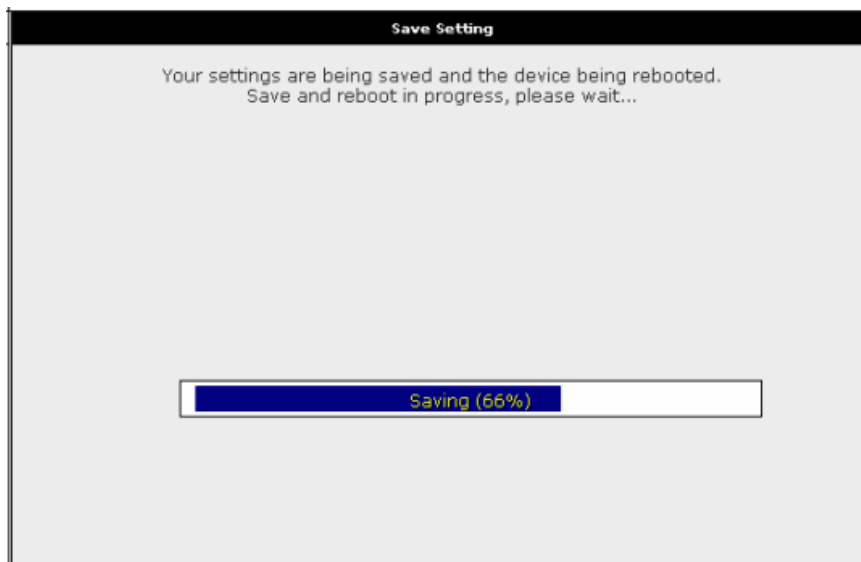 Save Setting
Your settings are being saved and the device being rebooted.
Save and reboot in progress, please wait...
Saving (66%)